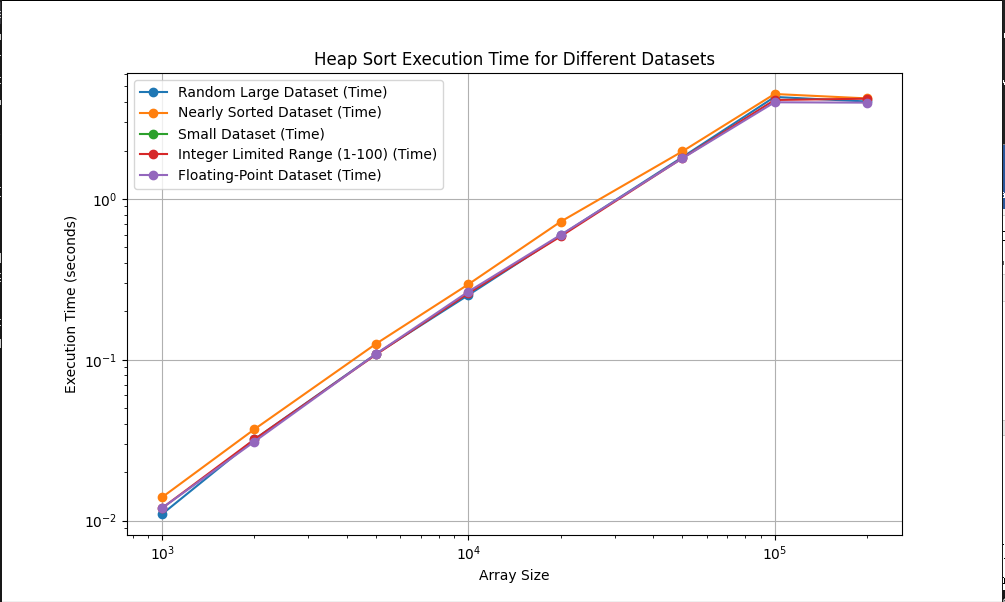 Heap Sort Execution Time for Different Datasets
Random Large Dataset (Time)
Nearly Sorted Dataset (Time)
Small Dataset (Time)
Integer Limited Range (1-100) (Time)
Floating-Point Dataset (Time)
Execution Time (seconds)
10⁰
10⁻¹
10⁻²
10³
10⁴
10⁵
Array Size